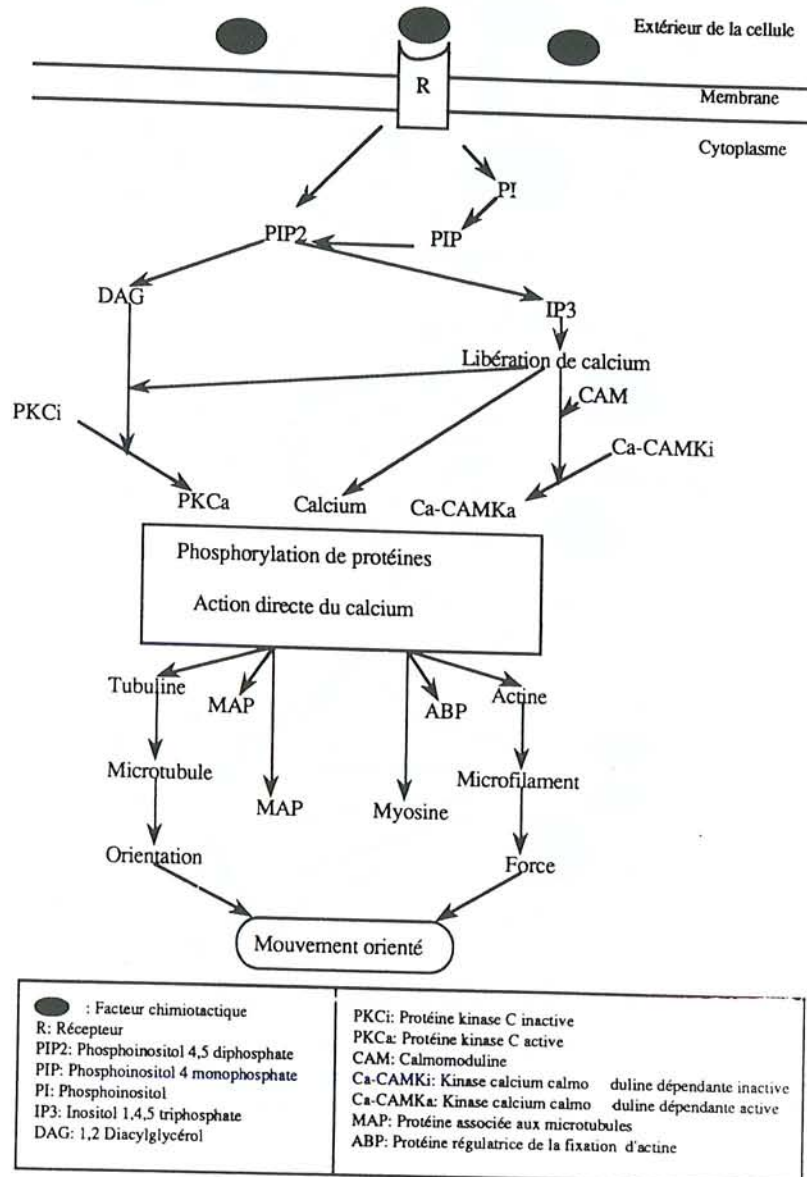 Extérieur de la cellule
R
Membrane
Cytoplasme
PI
PIP2
PIP
DAG
IP3
Libération de calcium
PKCi
CAM
Ca-CAMKi
PKCa
Calcium
Ca-CAMKa
Phosphorylation de protéines
Action directe du calcium
Tubuline
MAP
ABP
Actine
Microtubule
Microfilament
MAP
Myosine
Orientation
Force
Mouvement orienté
: Facteur chimiotactique
R: Récepteur
PIP2: Phosphoinositol 4,5 diphosphate
PIP: Phosphoinositol 4 monophosphate
PI: Phosphoinositol
IP3: Inositol 1,4,5 triphosphate
DAG: 1,2 Diacylglycérol
PKCi: Protéine kinase C inactive
PKCa: Protéine kinase C active
CAM: Calmomoduline
Ca-CAMKi: Kinase calcium calmo duline dépendante inactive
Ca-CAMKa: Kinase calcium calmo duline dépendante active
MAP: Protéine associée aux microtubules
ABP: Protéine régulatrice de la fixation d'actine